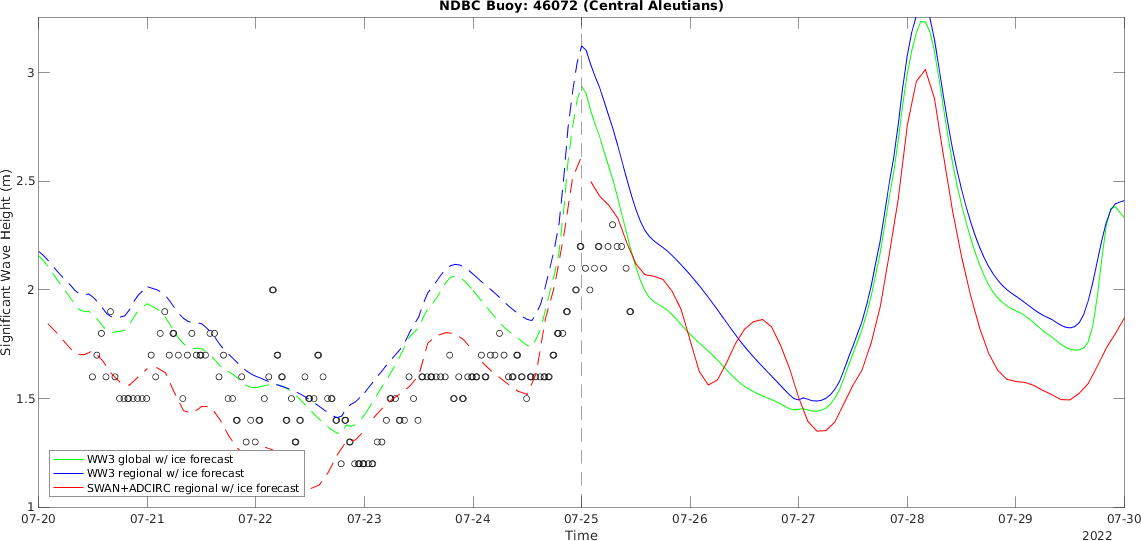 NDBC Buoy: 46072 (Central Aleutians)
Significant Wave Height (m)
3
2.5
2
1.5
1
WW3 global w/ ice forecast
WW3 regional w/ ice forecast
SWAN+ADCIRC regional w/ ice forecast
07-20 07-21 07-22 07-23 07-24 07-25 07-26 07-27 07-28 07-29 07-30
Time
2022